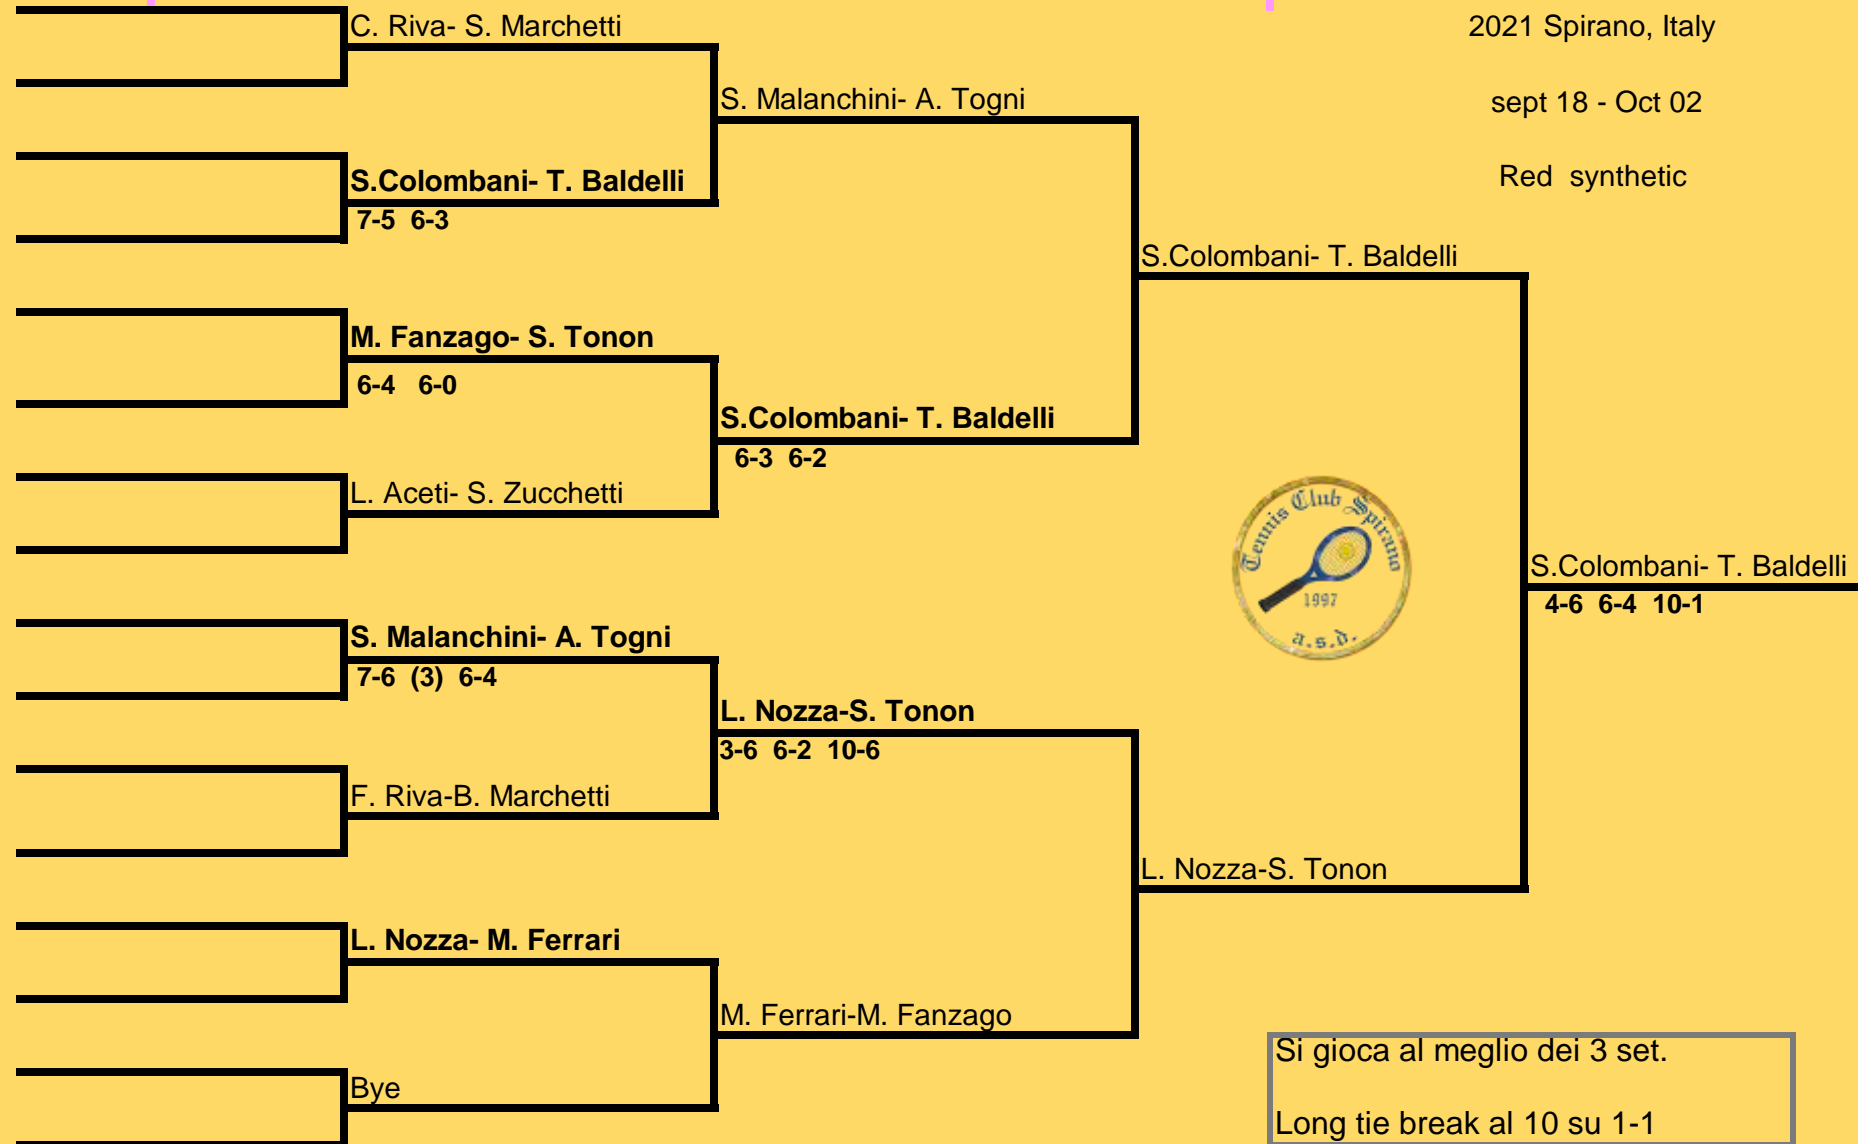 C. Riva- S. Marchetti
2021 Spirano, Italy
S. Malanchini- A. Togni
sept 18 - Oct 02
S.Colombani- T. Baldelli
7-5 6-3
Red synthetic
S.Colombani- T. Baldelli
M. Fanzago- S. Tonon
6-4 6-0
S.Colombani- T. Baldelli
6-3 6-2
L. Aceti- S. Zucchetti
Tennis Club Spirano
1997
a.s.d.
S.Colombani- T. Baldelli
4-6 6-4 10-1
S. Malanchini- A. Togni
7-6 (3) 6-4
L. Nozza-S. Tonon
3-6 6-2 10-6
F. Riva-B. Marchetti
L. Nozza-S. Tonon
L. Nozza- M. Ferrari
M. Ferrari-M. Fanzago
Bye
Si gioca al meglio dei 3 set.
Long tie break al 10 su 1-1